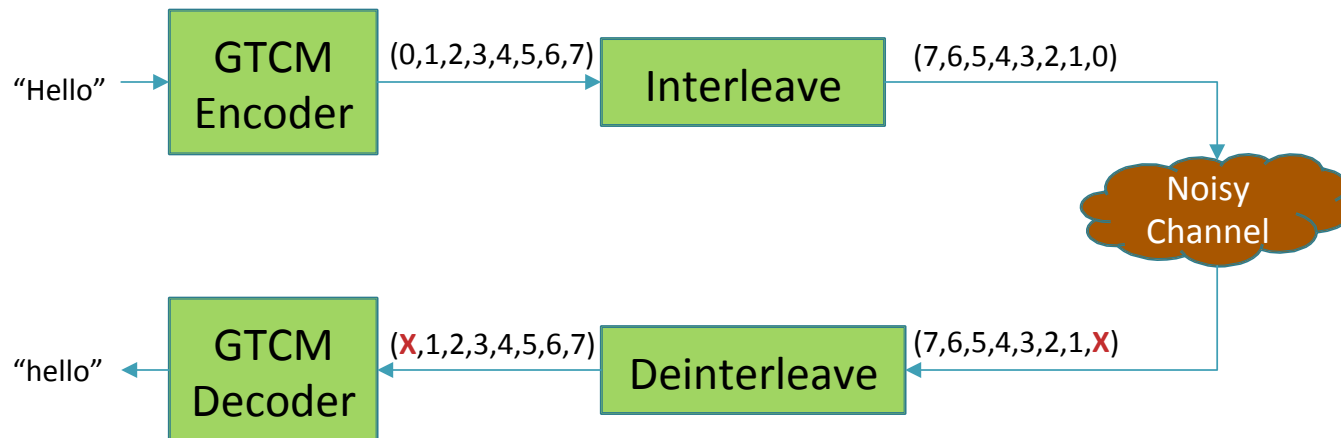 “Hello”
GTCM
Encoder
(0,1,2,3,4,5,6,7)
Interleave
(7,6,5,4,3,2,1,0)
Noisy
Channel
“hello”
GTCM
Decoder
(X,1,2,3,4,5,6,7)
Deinterleave
(7,6,5,4,3,2,1,X)